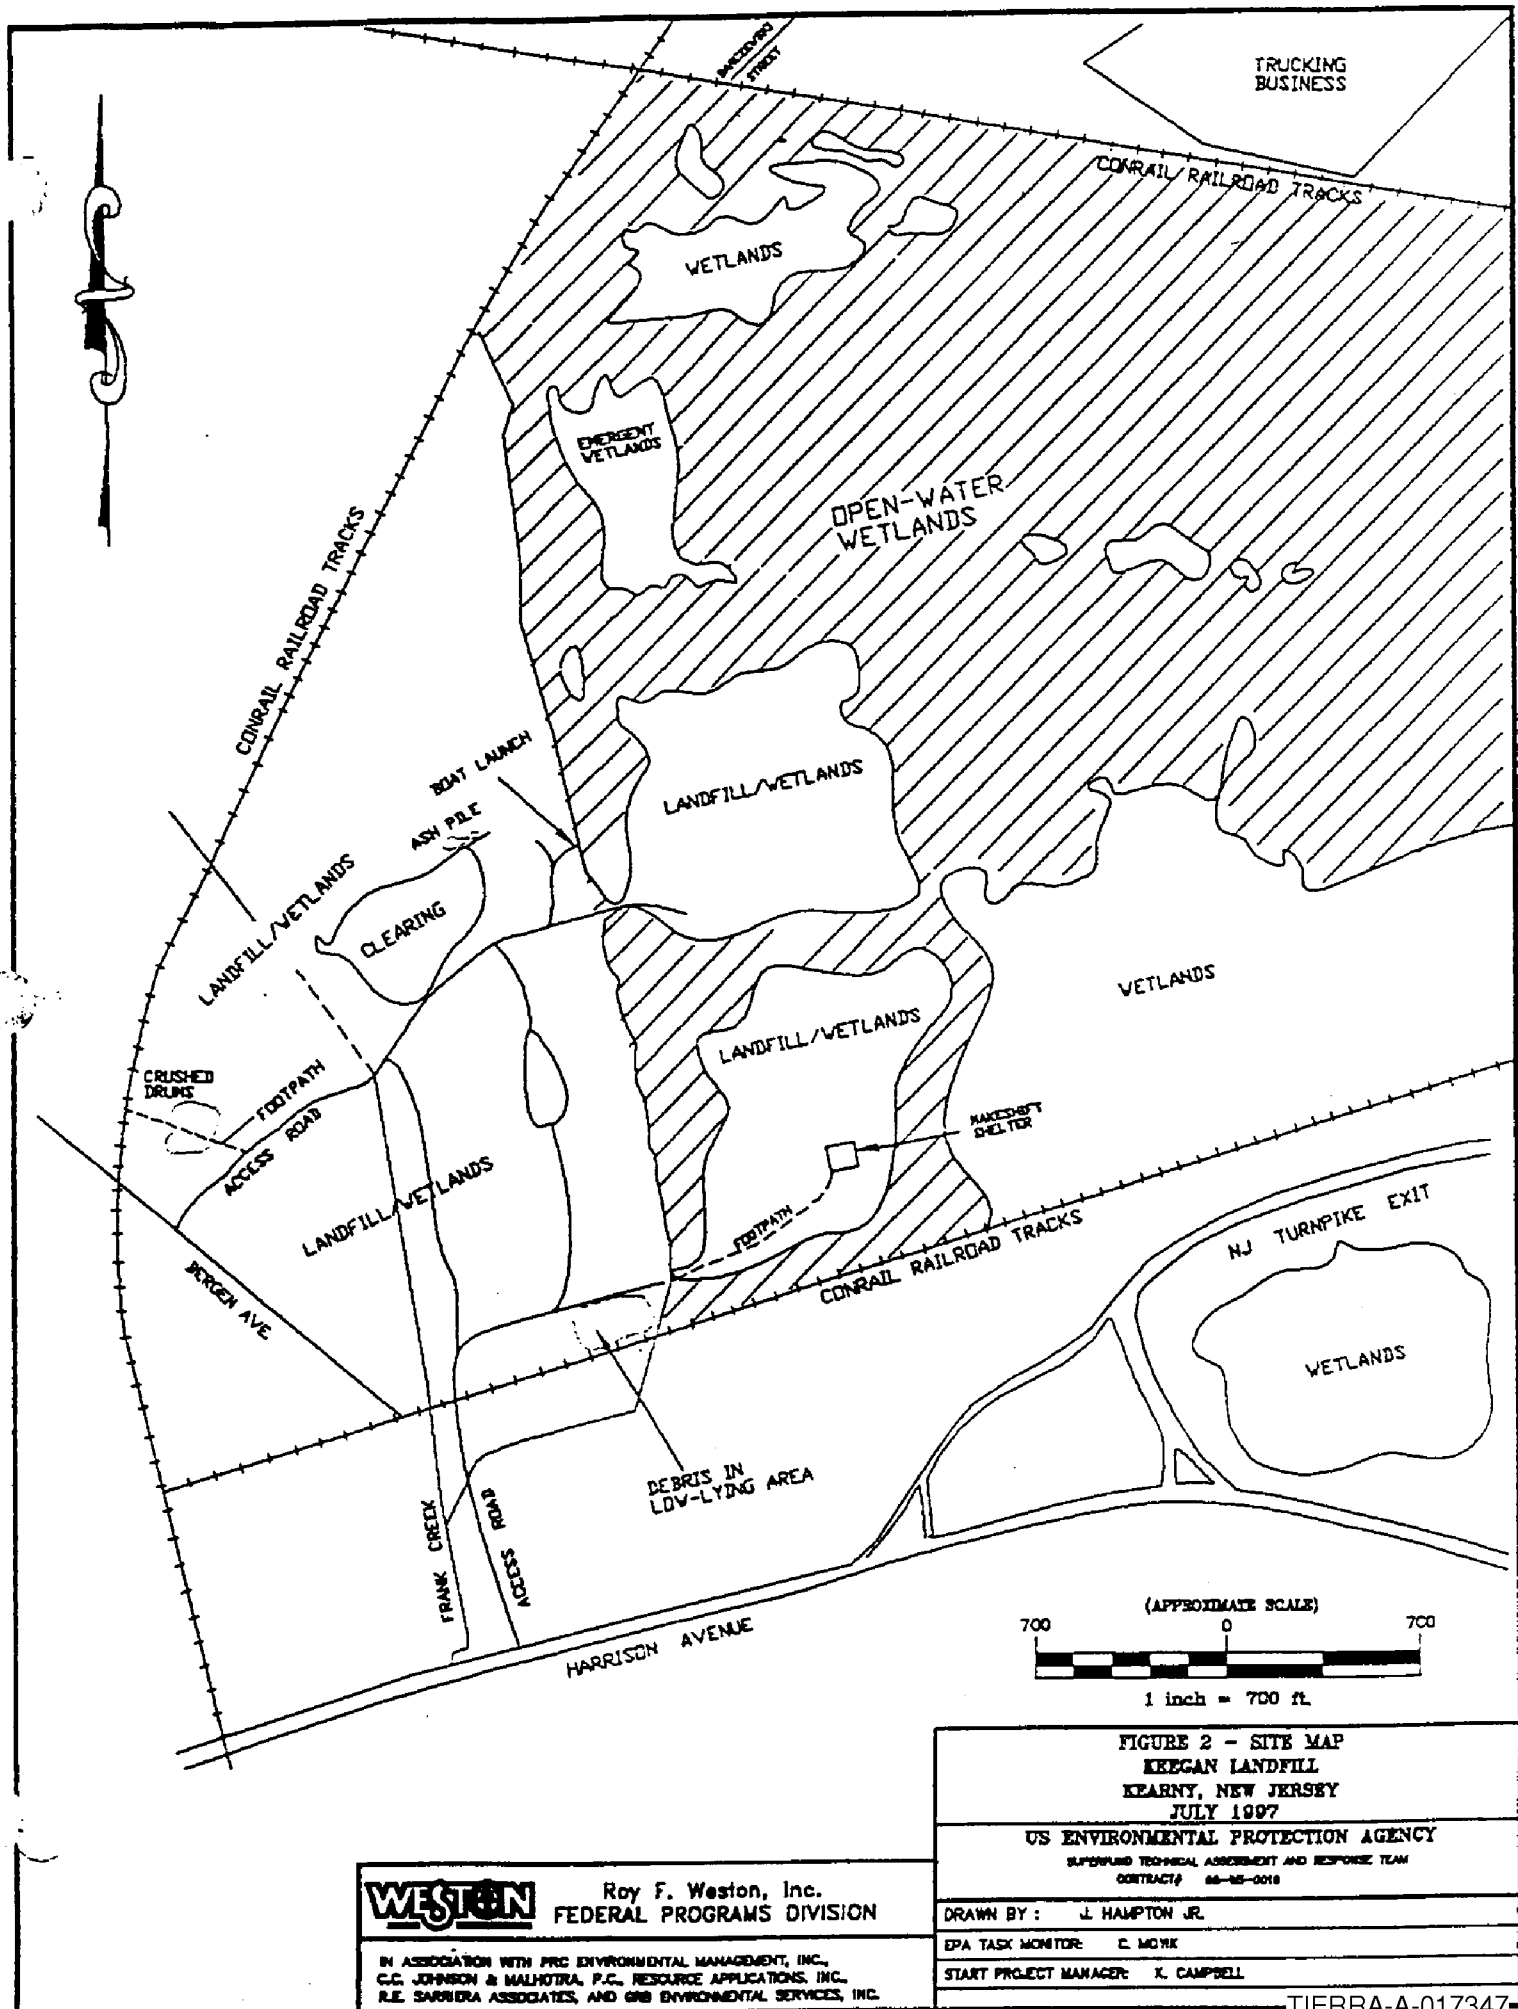 STREET
TRUCKING
BUSINESS
CONRAIL RAILROAD TRACKS
WETLANDS
EMERGENT
WETLANDS
OPEN-WATER
WETLANDS
CONRAIL RAILROAD TRACKS
BOAT LAUNCH
ASH PILE
LANDFILL/WETLANDS
LANDFILL/WETLANDS
CLEARING
WETLANDS
LANDFILL/WETLANDS
CRUSHED
DRUMS
FOOTPATH
ACCESS ROAD
MAKESHIFT
SHELTER
LANDFILL/WETLANDS
FOOTPATH
CONRAIL RAILROAD TRACKS
NJ TURNPIKE EXIT
BERGEN AVE.
WETLANDS
DEBRIS IN
LOW-LYING AREA
FRANK CREEK
ACCESS ROAD
HARRISON AVENUE
(APPROXIMATE SCALE)
700 0 700
1 inch = 700 ft.
FIGURE 2 - SITE MAP
KEEGAN LANDFILL
KEARNY, NEW JERSEY
JULY 1997
US ENVIRONMENTAL PROTECTION AGENCY
SUPERFUND TECHNICAL ASSESSMENT AND RESPONSE TEAM
CONTRACT#
DRAWN BY: J. HAMPTON JR.
EPA TASK MONITOR:
START PROJECT MANAGER: K. CAMPBELL
WESTON
Roy F. Weston, Inc.
FEDERAL PROGRAMS DIVISION
IN ASSOCIATION WITH PRC ENVIRONMENTAL MANAGEMENT, INC.,
C.C. JOHNSON & MALHOTRA, P.C., RESOURCE APPLICATIONS, INC.,
R.E. SARRIERA ASSOCIATES, AND GRB ENVIRONMENTAL SERVICES, INC.
TIERRA-A-017347